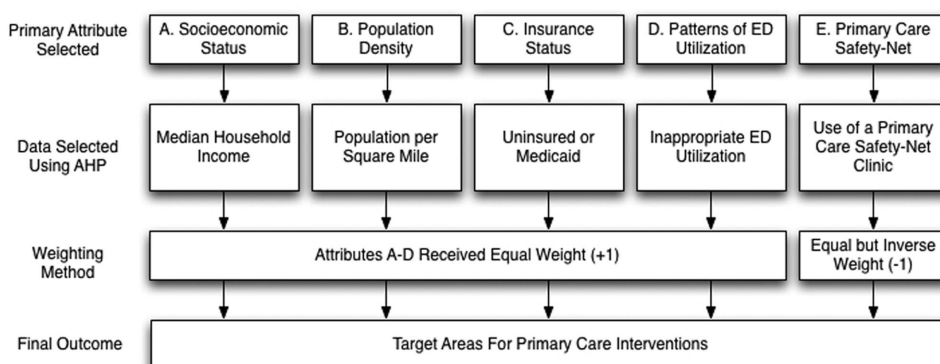 Primary Attribute
Selected
A. Socioeconomic
Status
B. Population
Density
C. Insurance
Status
D. Patterns of ED
Utilization
E. Primary Care
Safety-Net
Data Selected
Using AHP
Median Household
Income
Population per
Square Mile
Uninsured or
Medicaid
Inappropriate ED
Utilization
Use of a Primary
Care Safety-Net
Clinic
Weighting
Method
Attributes A-D Received Equal Weight (+1)
Equal but Inverse
Weight (-1)
Final Outcome
Target Areas For Primary Care Interventions